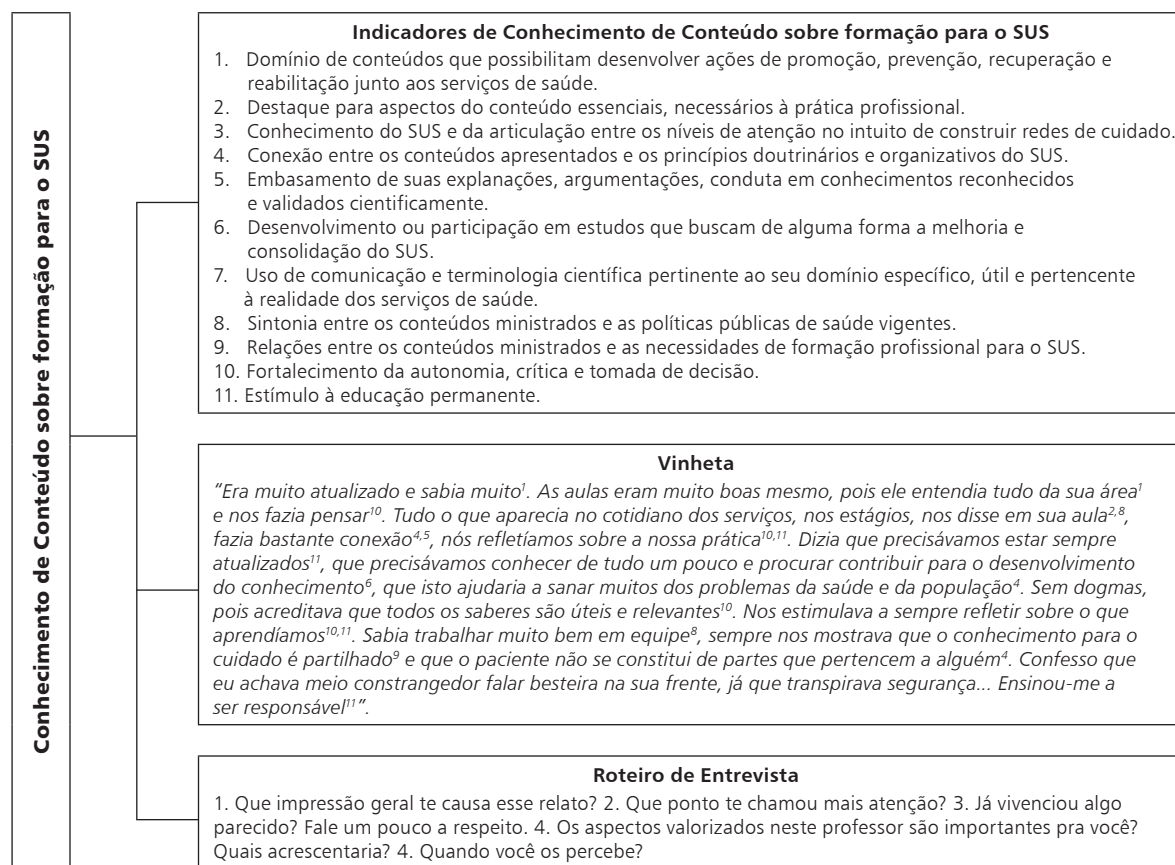 Conhecimento de Conteúdo sobre formação para o SUS
Indicadores de Conhecimento de Conteúdo sobre formação para o SUS
1. Domínio de conteúdos que possibilitam desenvolver ações de promoção, prevenção, recuperação e
reabilitação junto aos serviços de saúde.
2. Destaque para aspectos do conteúdo essenciais, necessários à prática profissional.
3. Conhecimento do SUS e da articulação entre os níveis de atenção no intuito de construir redes de cuidado.
4. Conexão entre os conteúdos apresentados e os princípios doutrinários e organizativos do SUS.
5. Embasamento de suas explanações, argumentações, conduta em conhecimentos reconhecidos
e validados cientificamente.
6. Desenvolvimento ou participação em estudos que buscam de alguma forma a melhoria e
consolidação do SUS.
7. Uso de comunicação e terminologia científica pertinente ao seu domínio específico, útil e pertencente
à realidade dos serviços de saúde.
8. Sintonia entre os conteúdos ministrados e as políticas públicas de saúde vigentes.
9. Relações entre os conteúdos ministrados e as necessidades de formação profissional para o SUS.
10. Fortalecimento da autonomia, crítica e tomada de decisão.
11. Estímulo à educação permanente.
Vinheta
"Era muito atualizado e sabia muito¹. As aulas eram muito boas mesmo, pois ele entendia tudo da sua área¹
e nos fazia pensar¹⁰. Tudo o que aparecia no cotidiano dos serviços, nos estágios, nos disse em sua aula²,⁸,
fazia bastante conexão⁴,⁵, nós refletíamos sobre a nossa prática¹⁰,¹¹. Dizia que precisávamos estar sempre
atualizados¹¹, que precisávamos conhecer de tudo um pouco e procurar contribuir para o desenvolvimento
do conhecimento⁶, que isto ajudaria a sanar muitos dos problemas da saúde e da população⁴. Sem dogmas,
pois acreditava que todos os saberes são úteis e relevantes¹⁰. Nos estimulava a sempre refletir sobre o que
aprendíamos¹⁰,¹¹. Sabia trabalhar muito bem em equipe⁸, sempre nos mostrava que o conhecimento para o
cuidado é partilhado⁹ e que o paciente não se constitui de partes que pertencem a alguém⁴. Confesso que
eu achava meio constrangedor falar besteira na sua frente, já que transpirava segurança... Ensinou-me a
ser responsável¹¹".
Roteiro de Entrevista
1. Que impressão geral te causa esse relato? 2. Que ponto te chamou mais atenção? 3. Já vivenciou algo
parecido? Fale um pouco a respeito. 4. Os aspectos valorizados neste professor são importantes pra você?
Quais acrescentaria? 4. Quando você os percebe?